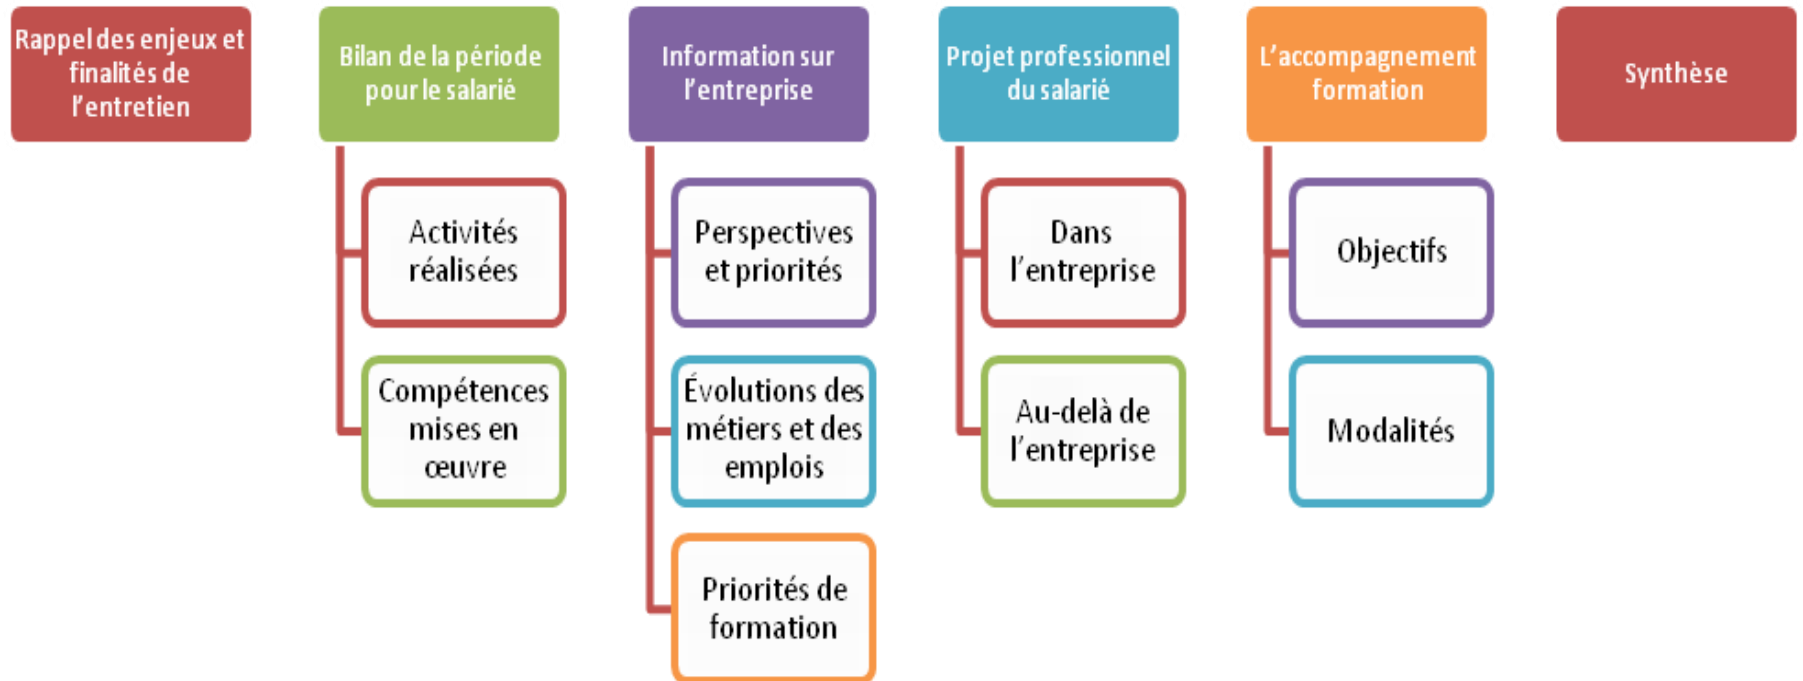 Rappel des enjeux et
finalités de
l'entretien
Bilan de la période
pour le salarié
Activités
réalisées
Compétences
mises en
œuvre
Information sur
l'entreprise
Perspectives
et priorités
Évolutions des
métiers et des
emplois
Priorités de
formation
Projet professionnel
du salarié
Dans
l'entreprise
Au-delà de
l'entreprise
L'accompagnement
formation
Objectifs
Modalités
Synthèse